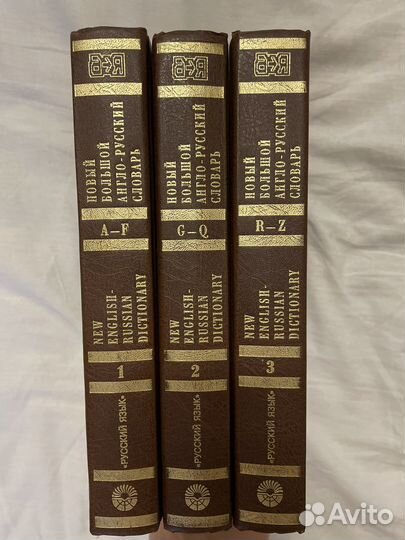 НОВЫЙ
БОЛЬШОЙ
АНГЛО-РУССКИЙ
СЛОВАРЬ
A–F
NEW
ENGLISH-
RUSSIAN
DICTIONARY
1
«РУССКИЙ ЯЗЫК»
НОВЫЙ
БОЛЬШОЙ
АНГЛО-РУССКИЙ
СЛОВАРЬ
G–Q
NEW
ENGLISH-
RUSSIAN
DICTIONARY
2
«РУССКИЙ ЯЗЫК»
НОВЫЙ
БОЛЬШОЙ
АНГЛО-РУССКИЙ
СЛОВАРЬ
R–Z
NEW
ENGLISH-
RUSSIAN
DICTIONARY
3
«РУССКИЙ ЯЗЫК»
Avito